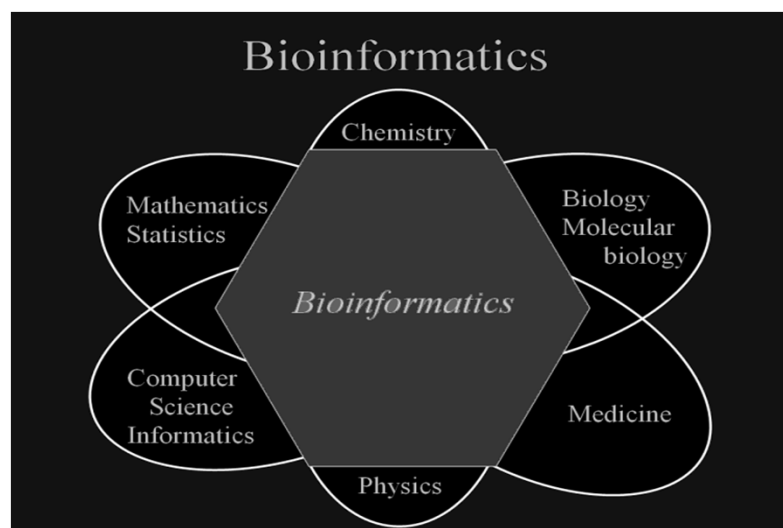 Bioinformatics
Chemistry
Mathematics
Statistics
Biology
Molecular
biology
Bioinformatics
Computer
Science
Informatics
Medicine
Physics